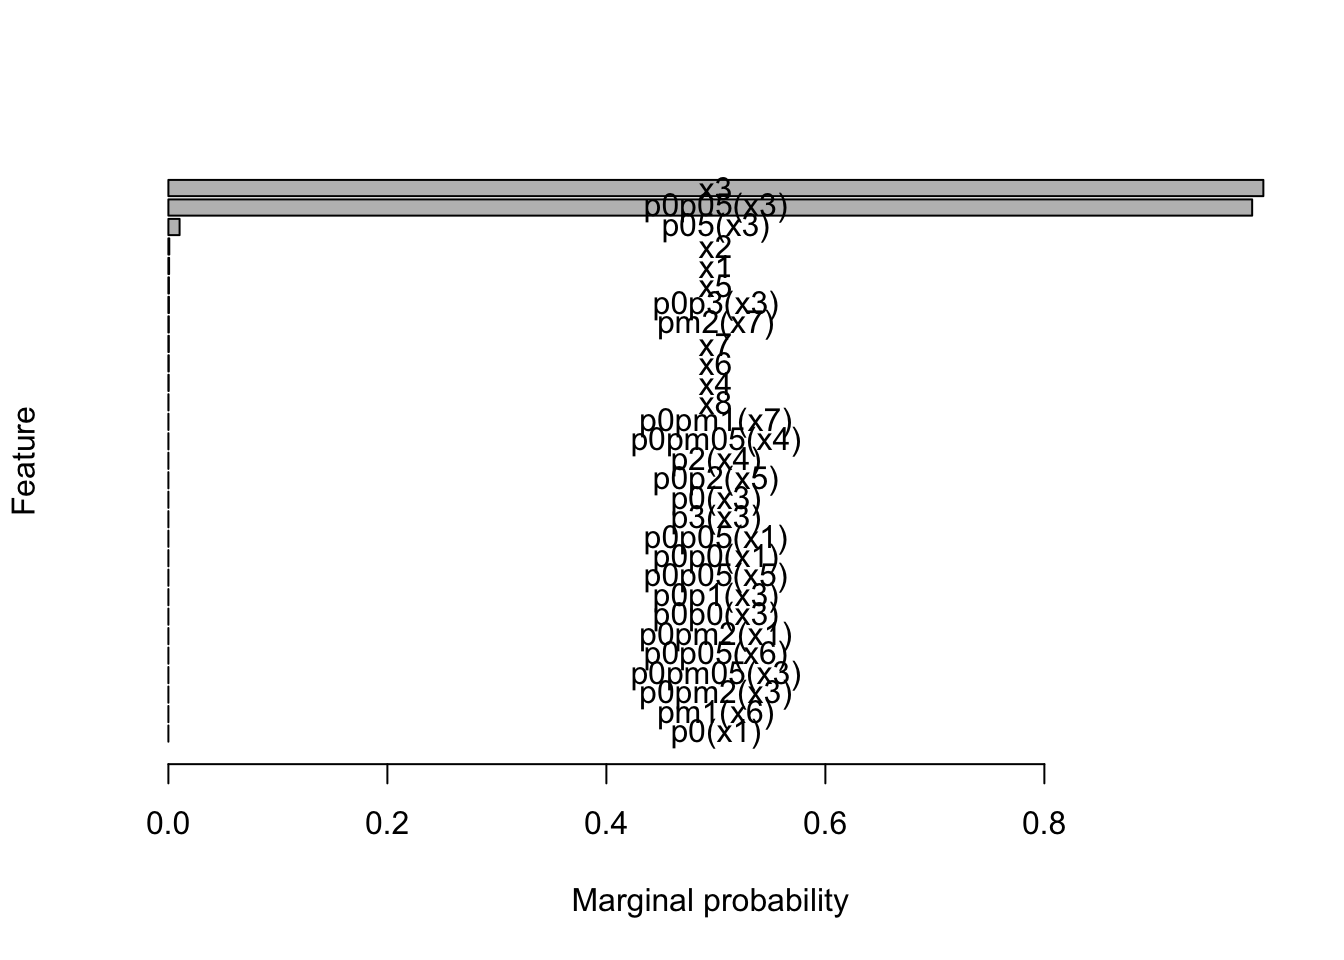 x3
p0p05(x3)
p05(x3)
x2
x1
x5
p0p3(x3)
pm2(x7)
x7
x6
x4
x8
p0pm1(x7)
p0pm05(x4)
p2(x4)
p0p2(x5)
p0(x3)
p3(x3)
p0p05(x1)
p0p0(x1)
p0p05(x5)
p0p1(x3)
p0p0(x3)
p0pm2(x1)
p0p05(x6)
p0pm05(x3)
p0pm2(x3)
pm1(x6)
p0(x1)
Feature
0.0 0.2 0.4 0.6 0.8
Marginal probability